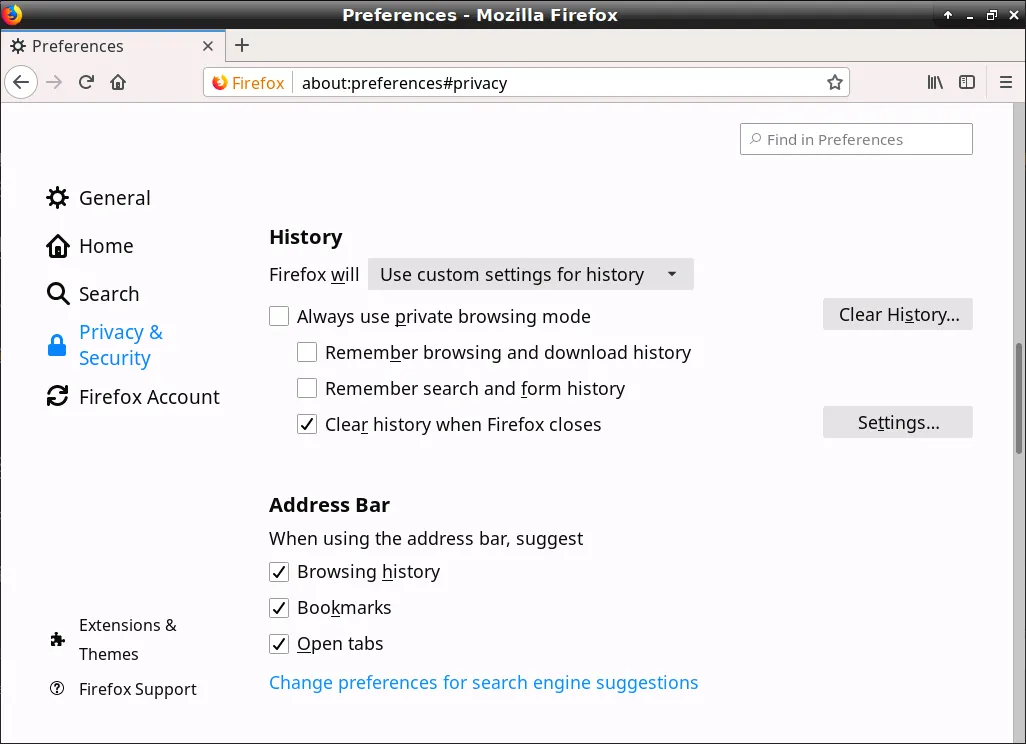 Preferences - Mozilla Firefox
Preferences
Firefox
about:preferences#privacy
Find in Preferences
General
Home
Search
Privacy &
Security
Firefox Account
Extensions &
Themes
Firefox Support
History
Firefox will
Use custom settings for history
Always use private browsing mode
Clear History...
Remember browsing and download history
Remember search and form history
Clear history when Firefox closes
Settings...
Address Bar
When using the address bar, suggest
Browsing history
Bookmarks
Open tabs
Change preferences for search engine suggestions